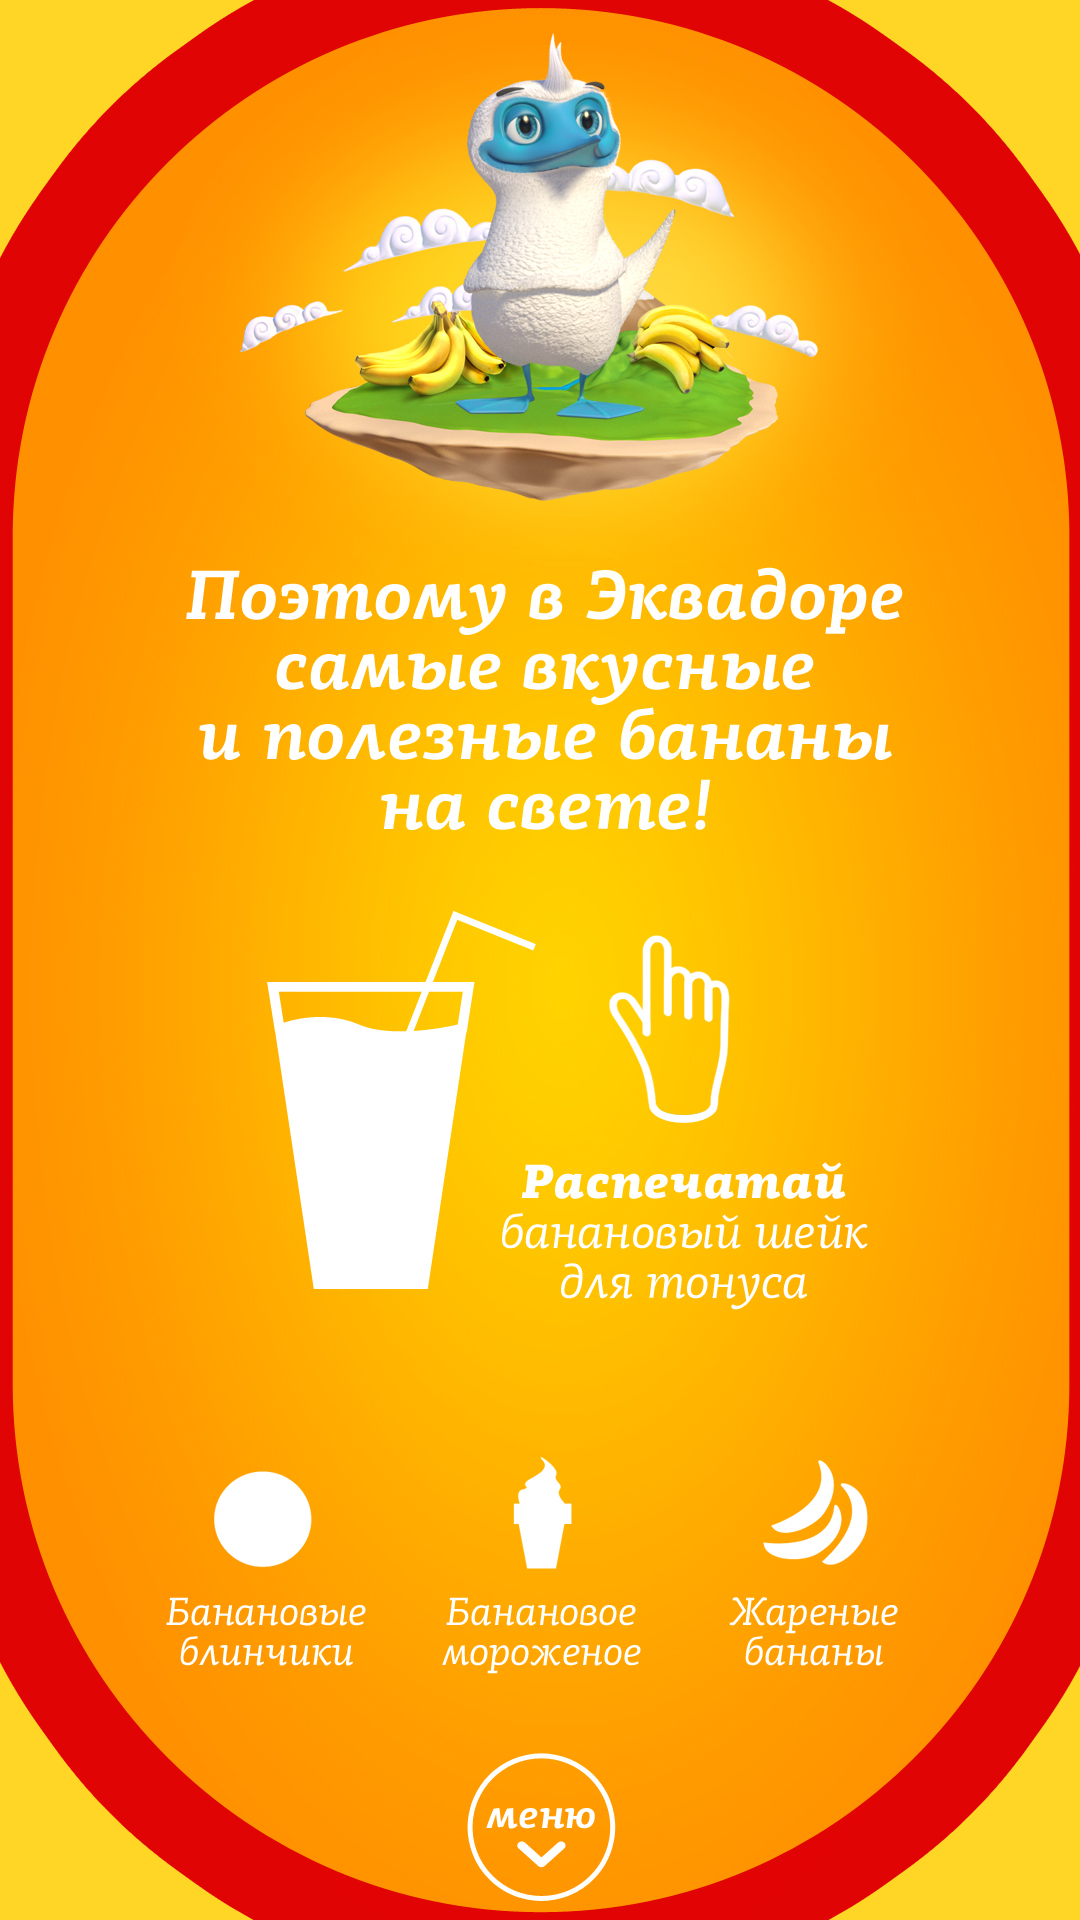 Поэтому в Эквадоре
самые вкусные
и полезные бананы
на свете!
Распечатай
банановый шейк
для тонуса
Банановые
блинчики
Банановое
мороженое
Жареные
бананы
меню